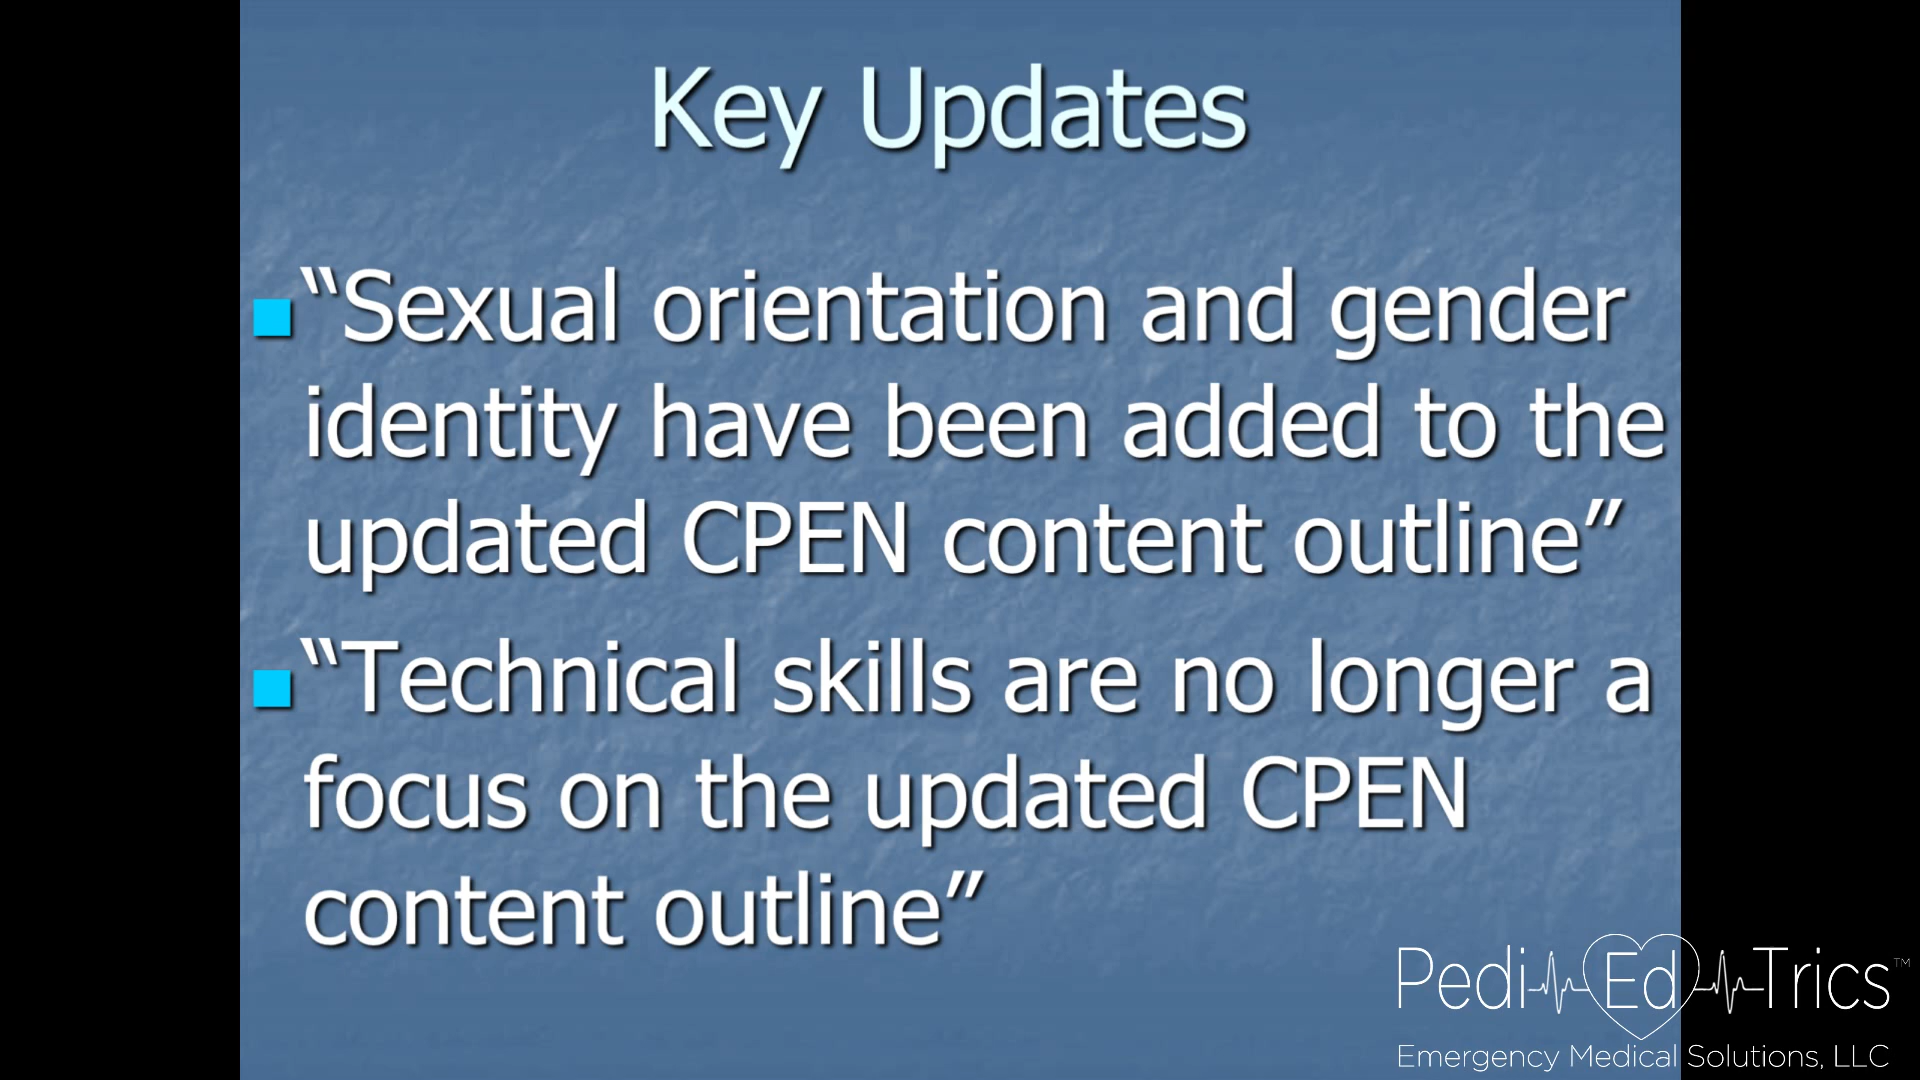 Key Updates
“Sexual orientation and gender
identity have been added to the
updated CPEN content outline”
“Technical skills are no longer a
focus on the updated CPEN
content outline”
Pedi Ed Trics™
Emergency Medical Solutions, LLC